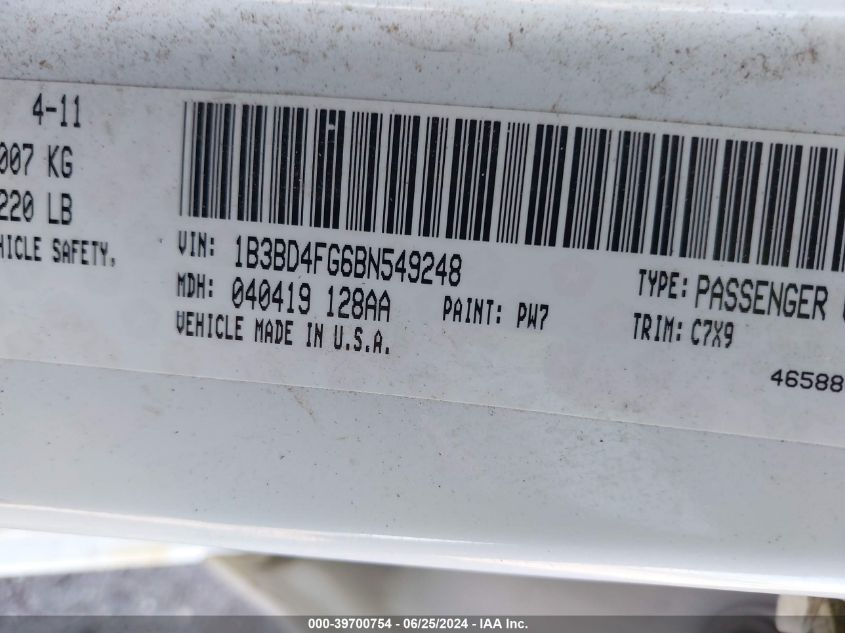 4-11
007 KG
220 LB
HICLE SAFETY,
VIN: 1B3BD4FG6BN549248
MDH: 040419 128AA
PAINT: PW7
VEHICLE MADE IN U.S.A.
TYPE: PASSENGER
TRIM: C7X9
46588
000-39700754 - 06/25/2024 - IAA Inc.